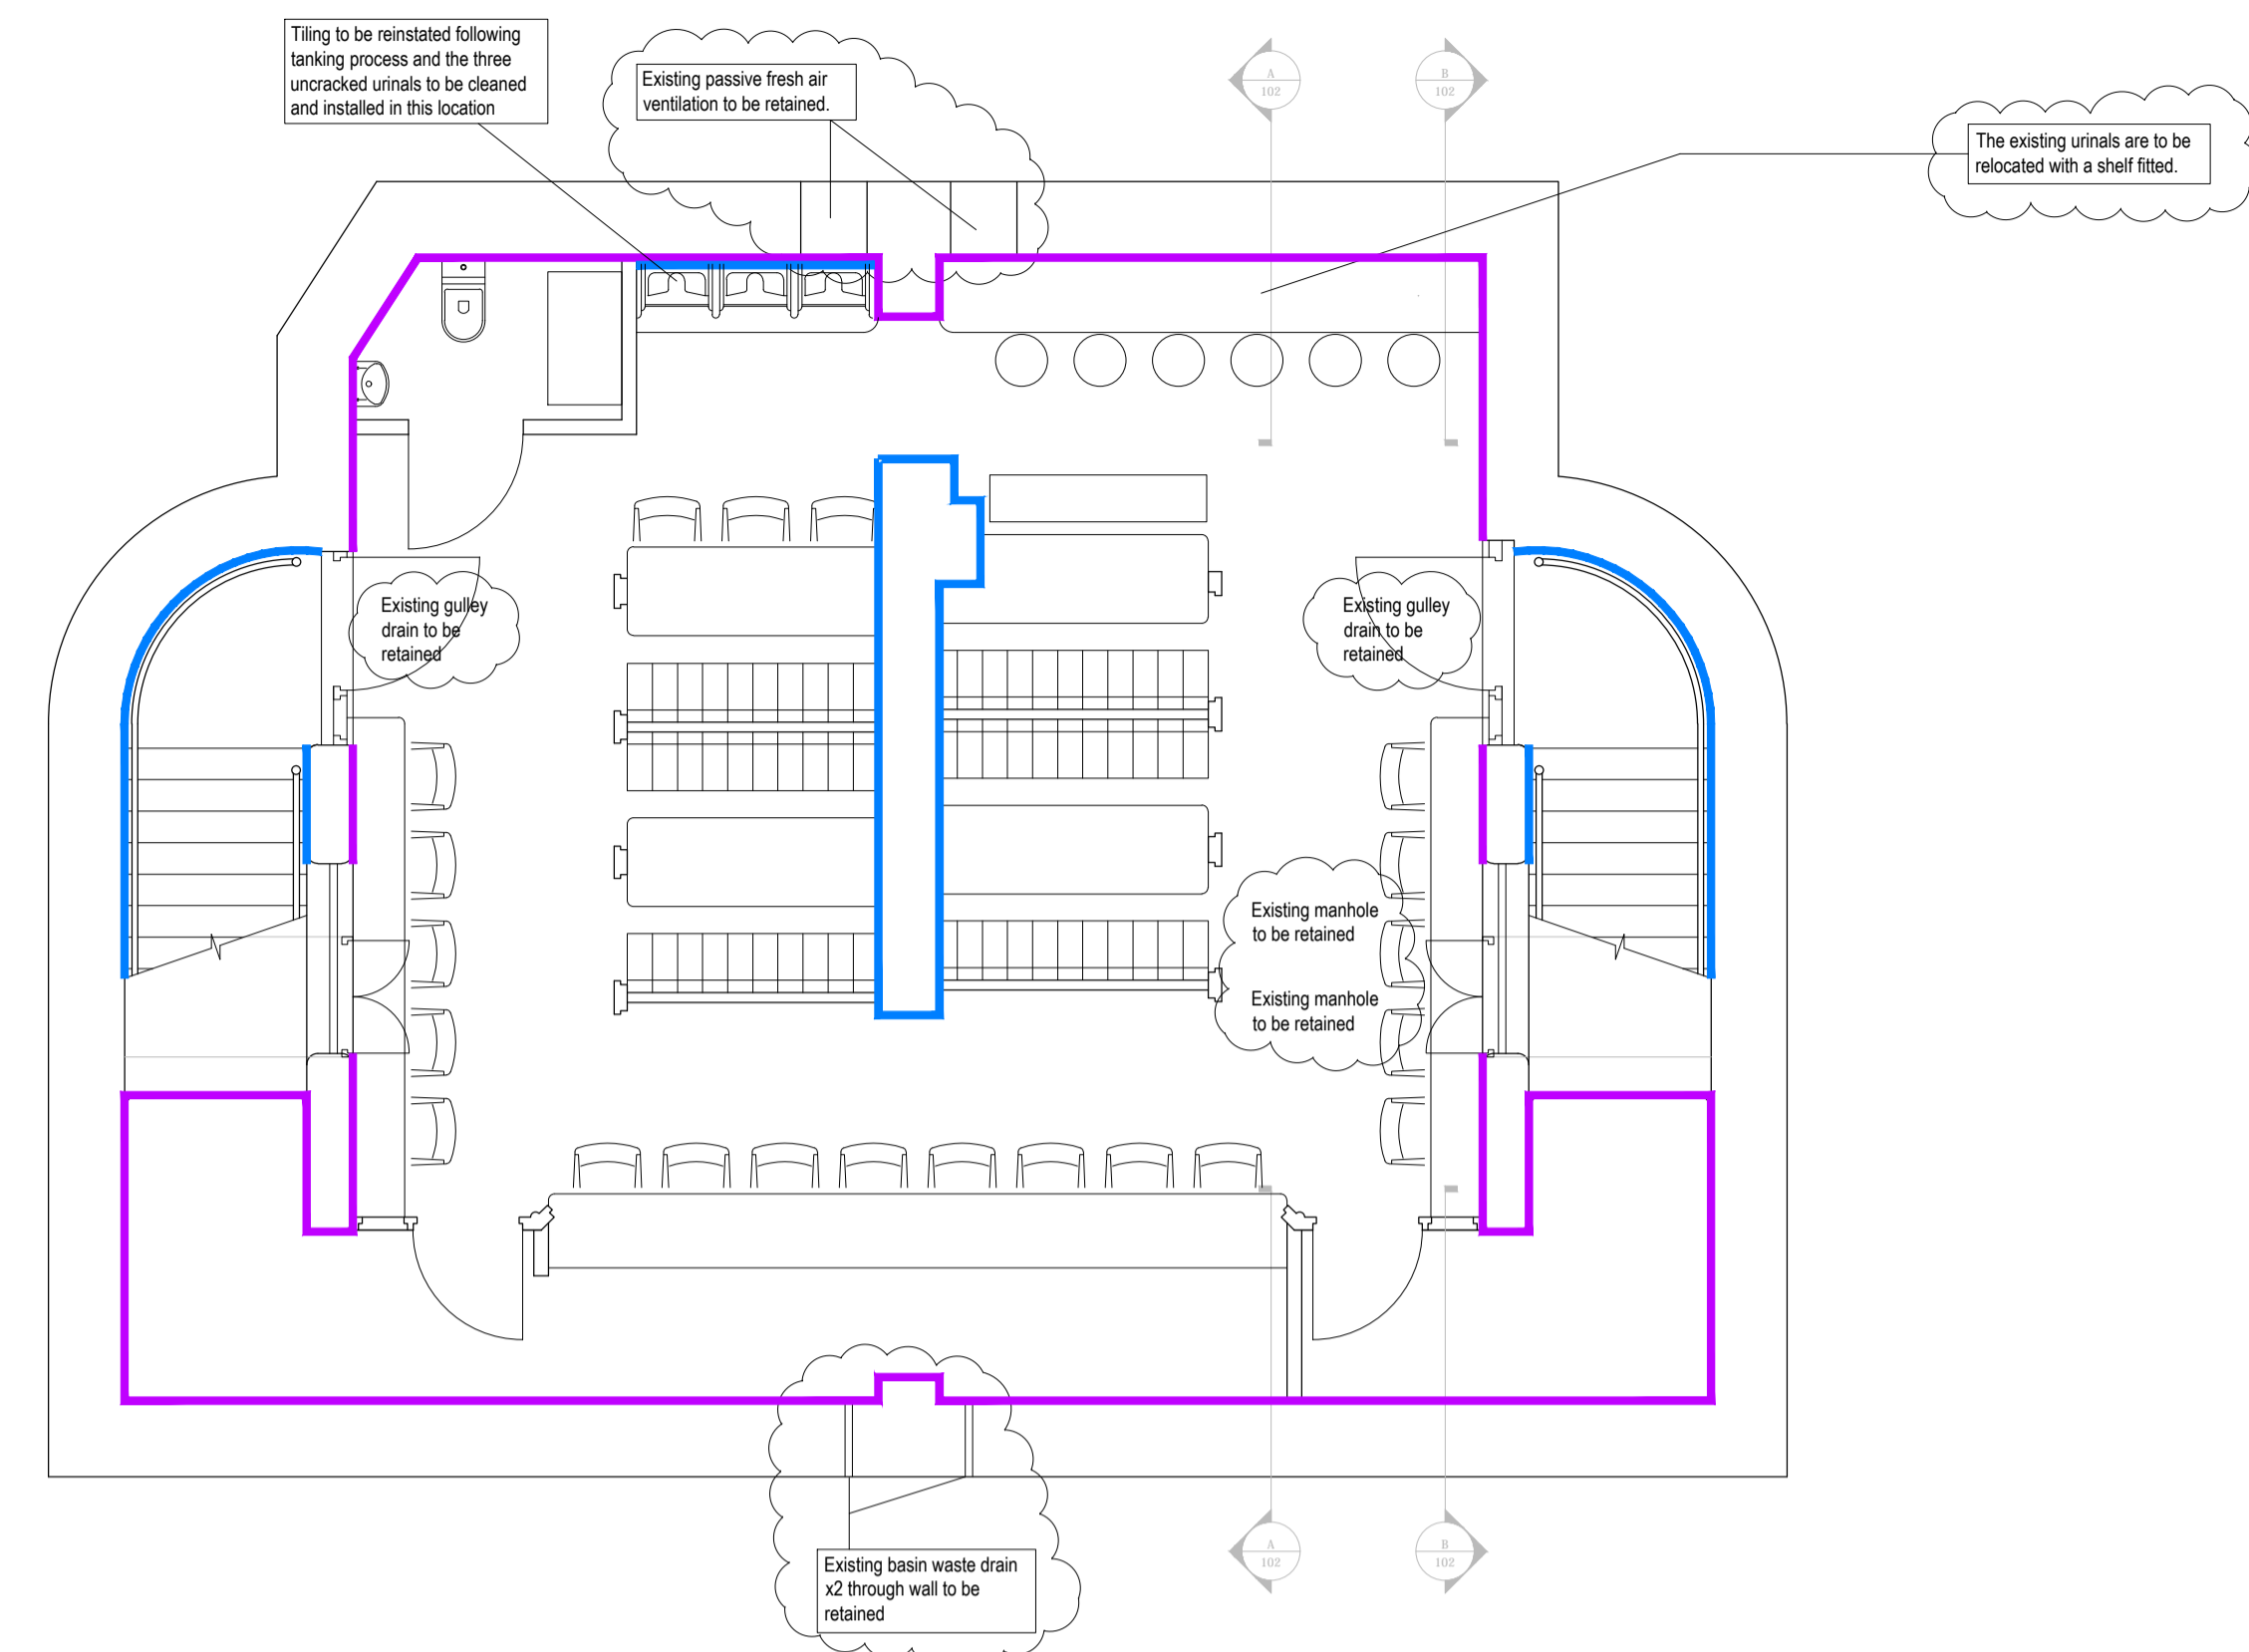 Tiling to be reinstated following
tanking process and the three
uncracked urinals to be cleaned
and installed in this location
Existing passive fresh air
ventilation to be retained.
A
102
B
102
The existing urinals are to be
relocated with a shelf fitted.
Existing gulley
drain to be
retained
Existing gulley
drain to be
retained
Existing manhole
to be retained
Existing manhole
to be retained
Existing basin waste drain
x2 through wall to be
retained
A
102
B
102